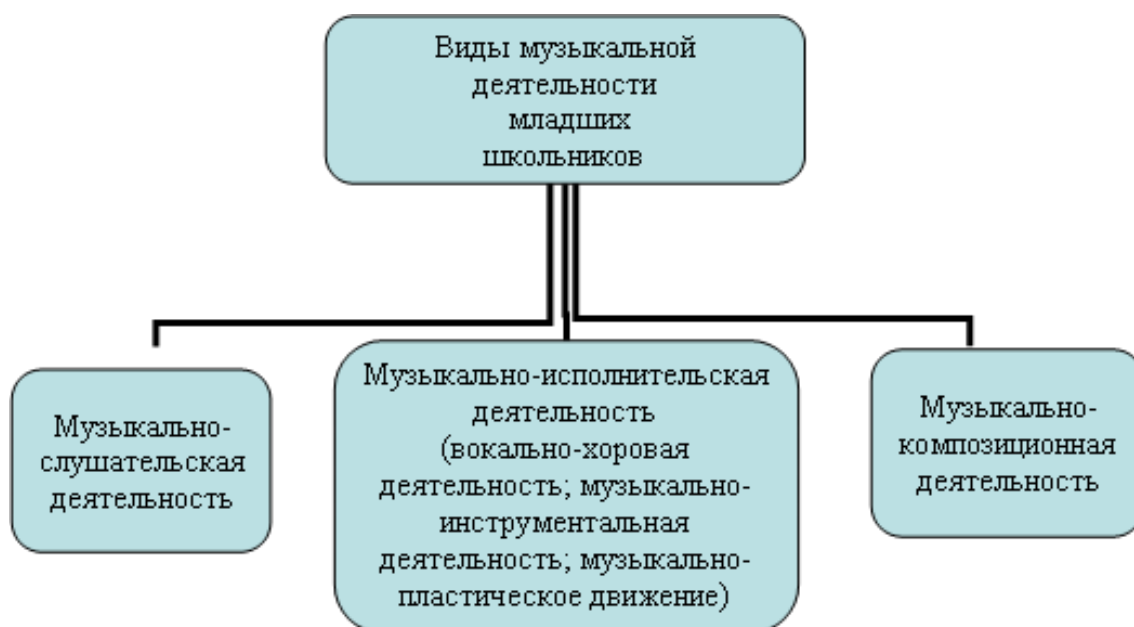 Виды музыкальной
деятельности
младших
школьников
Музыкально-
слушательская
деятельность
Музыкально-исполнительская
деятельность
(вокально-хоровая
деятельность; музыкально-
инструментальная
деятельность; музыкально-
пластическое движение)
Музыкально-
композиционная
деятельность